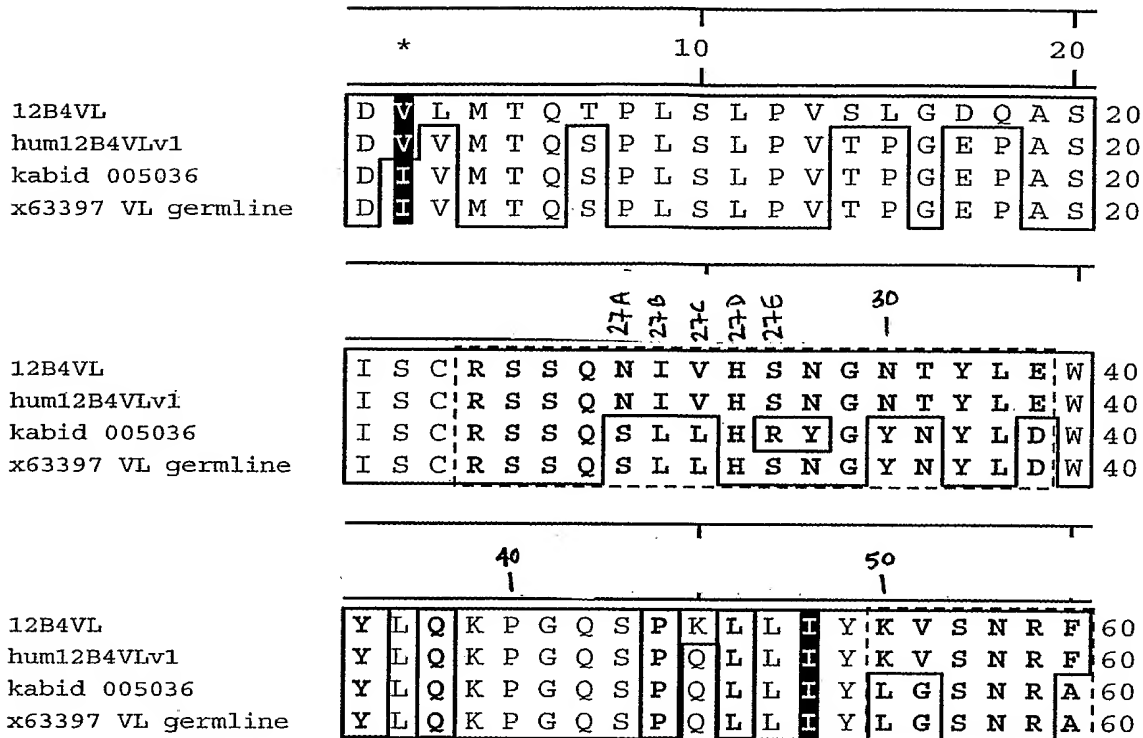 * 10 20
12B4VL D V L M T Q T P L S L P V S L G D Q A S 20
hum12B4VLv1 D V V M T Q S P L S L P V T P G E P A S 20
kabid 005036 D I V M T Q S P L S L P V T P G E P A S 20
x63397 VL germline D I V M T Q S P L S L P V T P G E P A S 20
27A 27B 27C 27D 27E 30
12B4VL I S C R S S Q N I V H S N G N T Y L E W 40
hum12B4VLv1 I S C R S S Q N I V H S N G N T Y L E W 40
kabid 005036 I S C R S S Q S L L H R Y G Y N Y L D W 40
x63397 VL germline I S C R S S Q S L L H S N G Y N Y L D W 40
40 50
12B4VL Y L Q K P G Q S P K L L I Y K V S N R F 60
hum12B4VLv1 Y L Q K P G Q S P Q L L I Y K V S N R F 60
kabid 005036 Y L Q K P G Q S P Q L L I Y L G S N R A 60
x63397 VL germline Y L Q K P G Q S P Q L L I Y L G S N R A 60